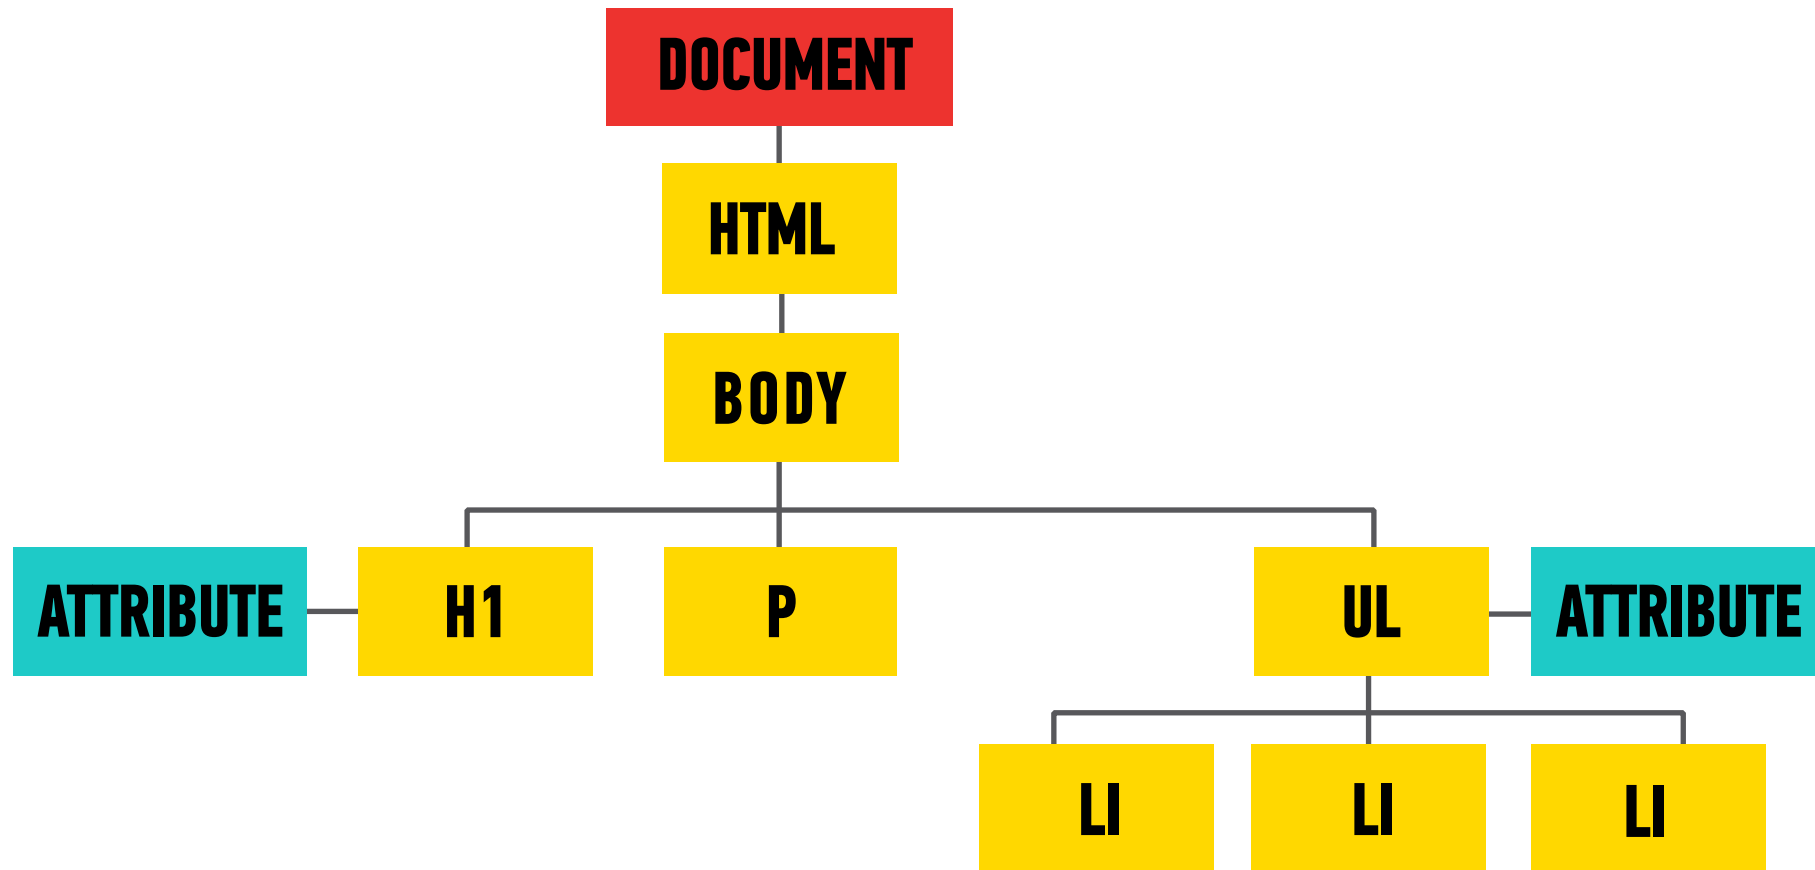 DOCUMENT
HTML
BODY
ATTRIBUTE
H1
P
UL
ATTRIBUTE
LI
LI
LI